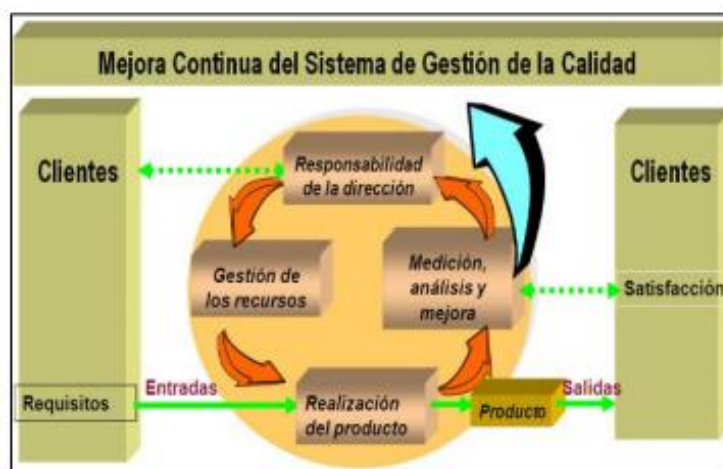 Mejora Continua del Sistema de Gestión de la Calidad
Clientes
Responsabilidad
de la dirección
Clientes
Gestión de
los recursos
Medición,
análisis y
mejora
Satisfacción
Requisitos
Entradas
Realización
del producto
Producto
Salidas